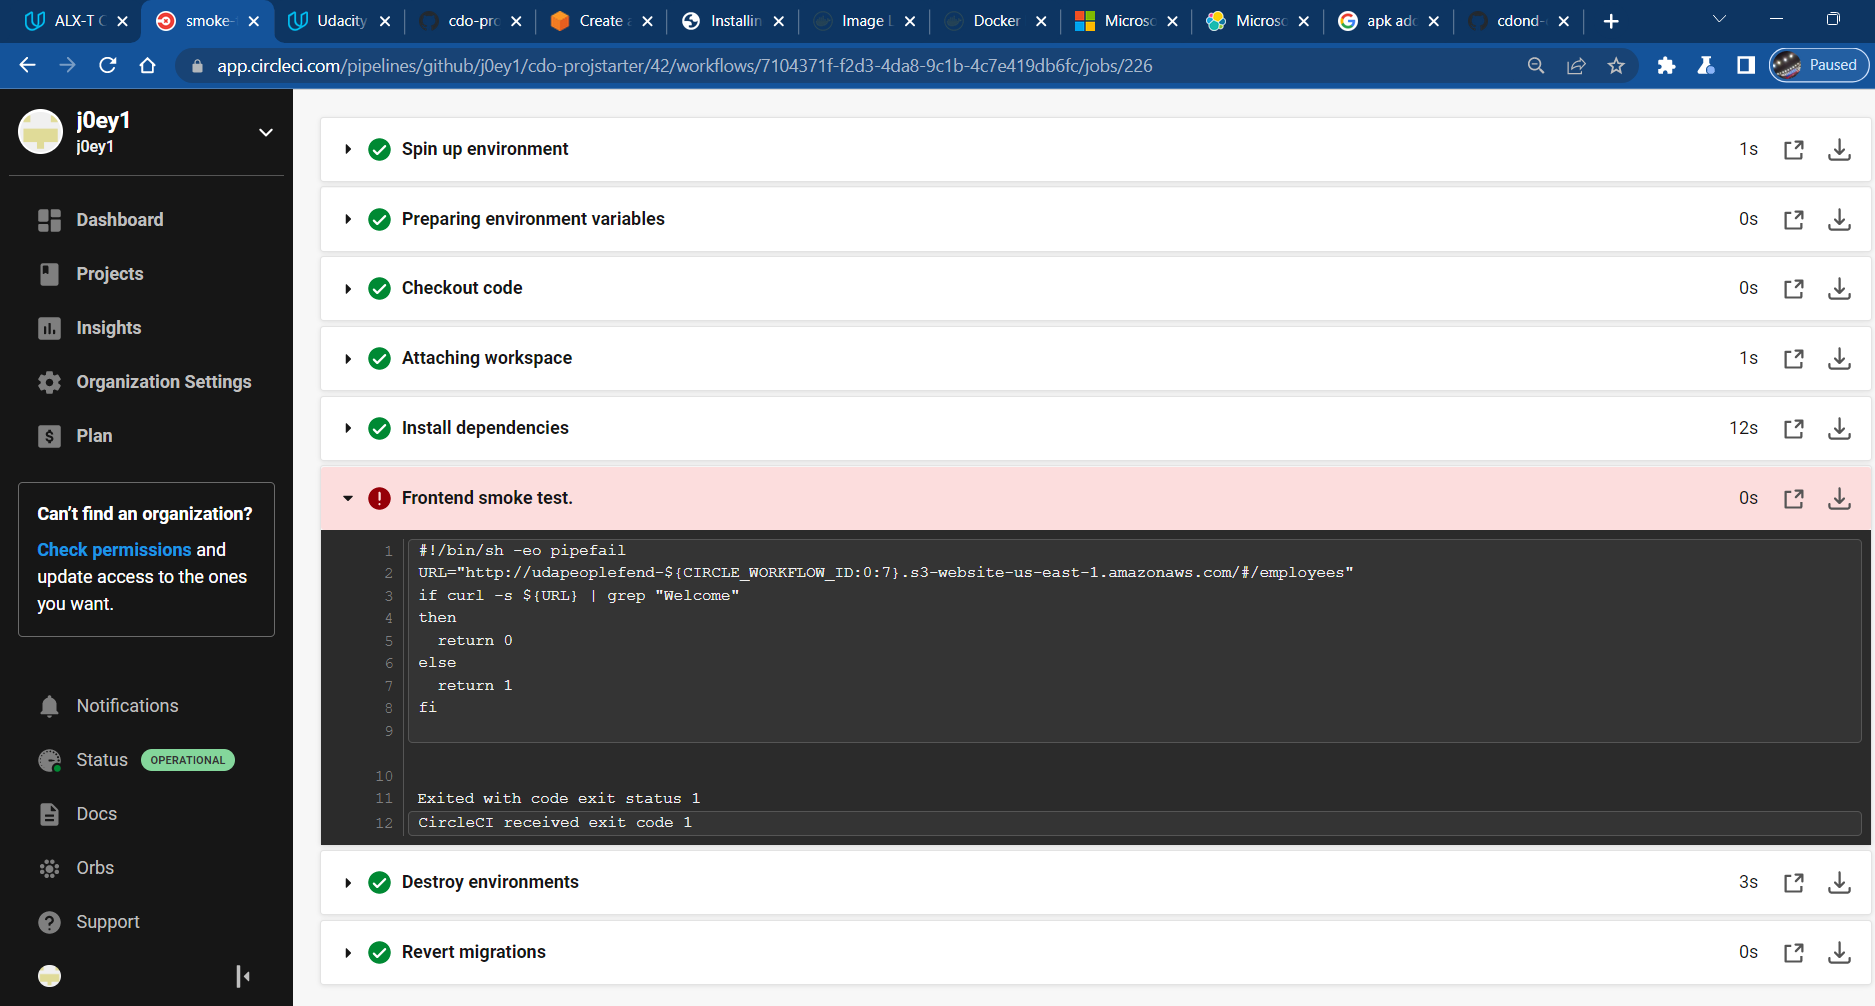 ALX-T C
smoke-
Udacity
cdo-pro
Create a
Installin
Image L
Docker
Microso
Microso
apk add
cdond-
app.circleci.com/pipelines/github/j0ey1/cdo-projstarter/42/workflows/7104371f-f2d3-4da8-9c1b-4c7e419db6fc/jobs/226
Paused
j0ey1
j0ey1
Dashboard
Projects
Insights
Organization Settings
Plan
Can't find an organization?
Check permissions and
update access to the ones
you want.
Notifications
Status OPERATIONAL
Docs
Orbs
Support
Spin up environment 1s
Preparing environment variables 0s
Checkout code 0s
Attaching workspace 1s
Install dependencies 12s
Frontend smoke test. 0s
1 #!/bin/sh -eo pipefail
2 URL="http://udapeoplefend-${CIRCLE_WORKFLOW_ID:0:7}.s3-website-us-east-1.amazonaws.com/#/employees"
3 if curl -s ${URL} | grep "Welcome"
4 then
5 return 0
6 else
7 return 1
8 fi
9
10
11 Exited with code exit status 1
12 CircleCI received exit code 1
Destroy environments 3s
Revert migrations 0s